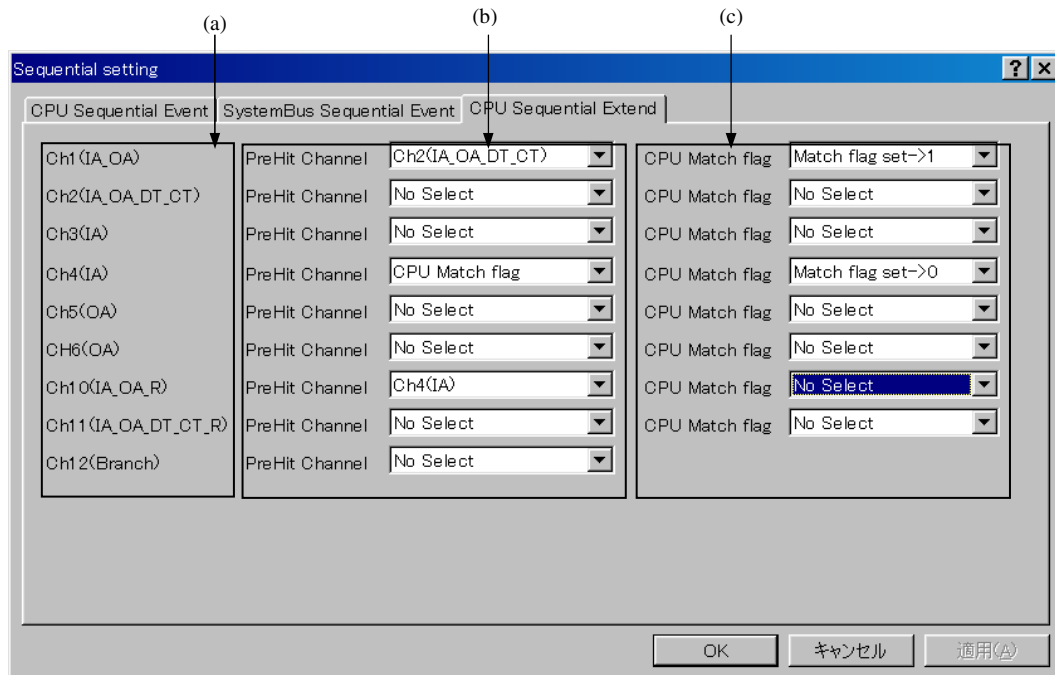 (a) (b) (c)
Sequential setting
CPU Sequential Event SystemBus Sequential Event CPU Sequential Extend
Ch1(IA_OA) PreHit Channel Ch2(IA_OA_DT_CT) CPU Match flag Match flag set->1
Ch2(IA_OA_DT_CT) PreHit Channel No Select CPU Match flag No Select
Ch3(IA) PreHit Channel No Select CPU Match flag No Select
Ch4(IA) PreHit Channel CPU Match flag CPU Match flag Match flag set->0
Ch5(OA) PreHit Channel No Select CPU Match flag No Select
CH6(OA) PreHit Channel No Select CPU Match flag No Select
Ch10(IA_OA_R) PreHit Channel Ch4(IA) CPU Match flag No Select
Ch11(IA_OA_DT_CT_R) PreHit Channel No Select CPU Match flag No Select
Ch12(Branch) PreHit Channel No Select
OK キャンセル 適用(A)